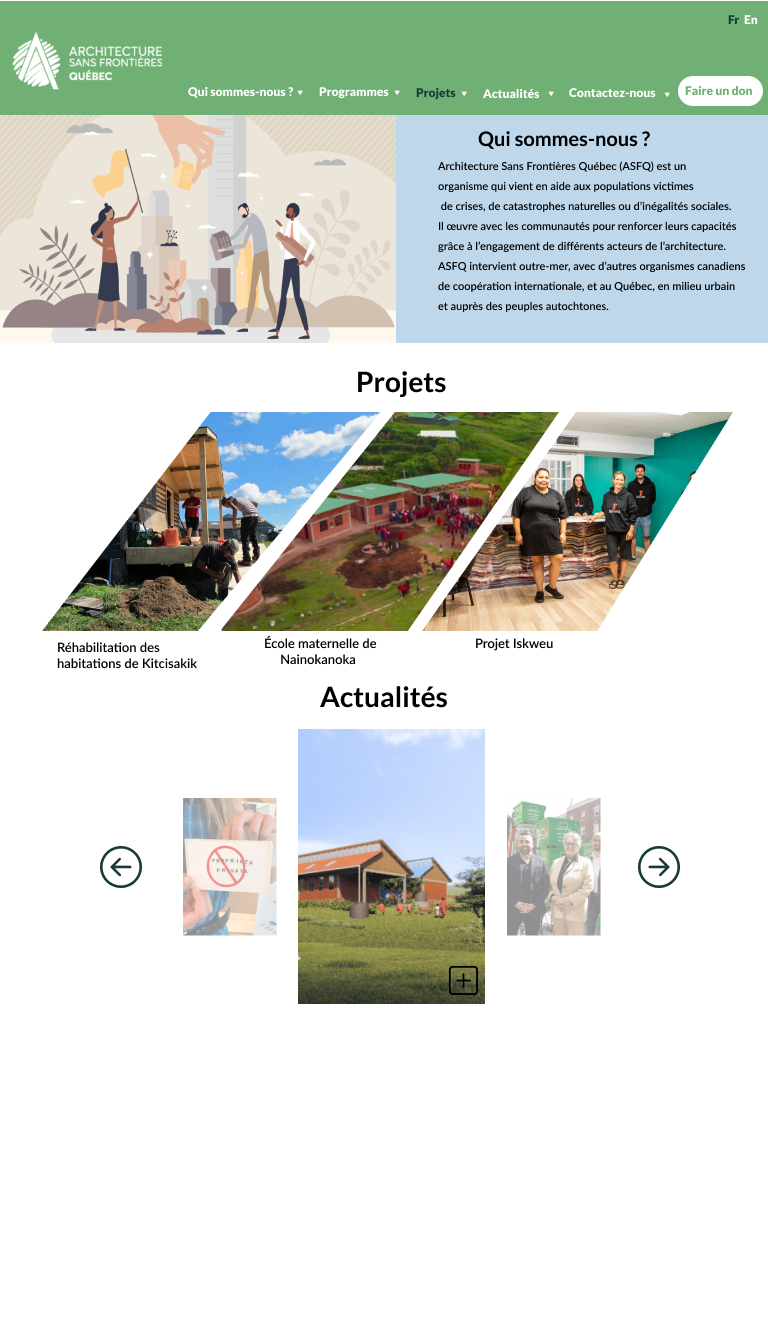 Fr En
ARCHITECTURE
SANS FRONTIÈRES
QUÉBEC
Qui sommes-nous ? ▾ Programmes ▾ Projets ▾ Actualités ▾ Contactez-nous ▾ Faire un don
Qui sommes-nous ?
Architecture Sans Frontières Québec (ASFQ) est un
organisme qui vient en aide aux populations victimes
de crises, de catastrophes naturelles ou d’inégalités sociales.
Il œuvre avec les communautés pour renforcer leurs capacités
grâce à l’engagement de différents acteurs de l’architecture.
ASFQ intervient outre-mer, avec d’autres organismes canadiens
de coopération internationale, et au Québec, en milieu urbain
et auprès des peuples autochtones.
Projets
Réhabilitation des
habitations de Kitcisakik
École maternelle de
Nainokanoka
Projet Iskweu
Actualités
PROPRIETA
PRIVATA